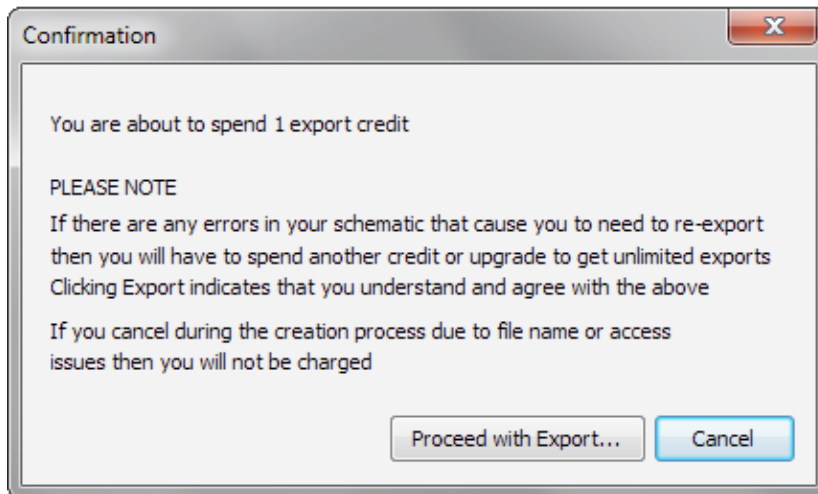 Confirmation
You are about to spend 1 export credit
PLEASE NOTE
If there are any errors in your schematic that cause you to need to re-export
then you will have to spend another credit or upgrade to get unlimited exports
Clicking Export indicates that you understand and agree with the above
If you cancel during the creation process due to file name or access
issues then you will not be charged
Proceed with Export...
Cancel